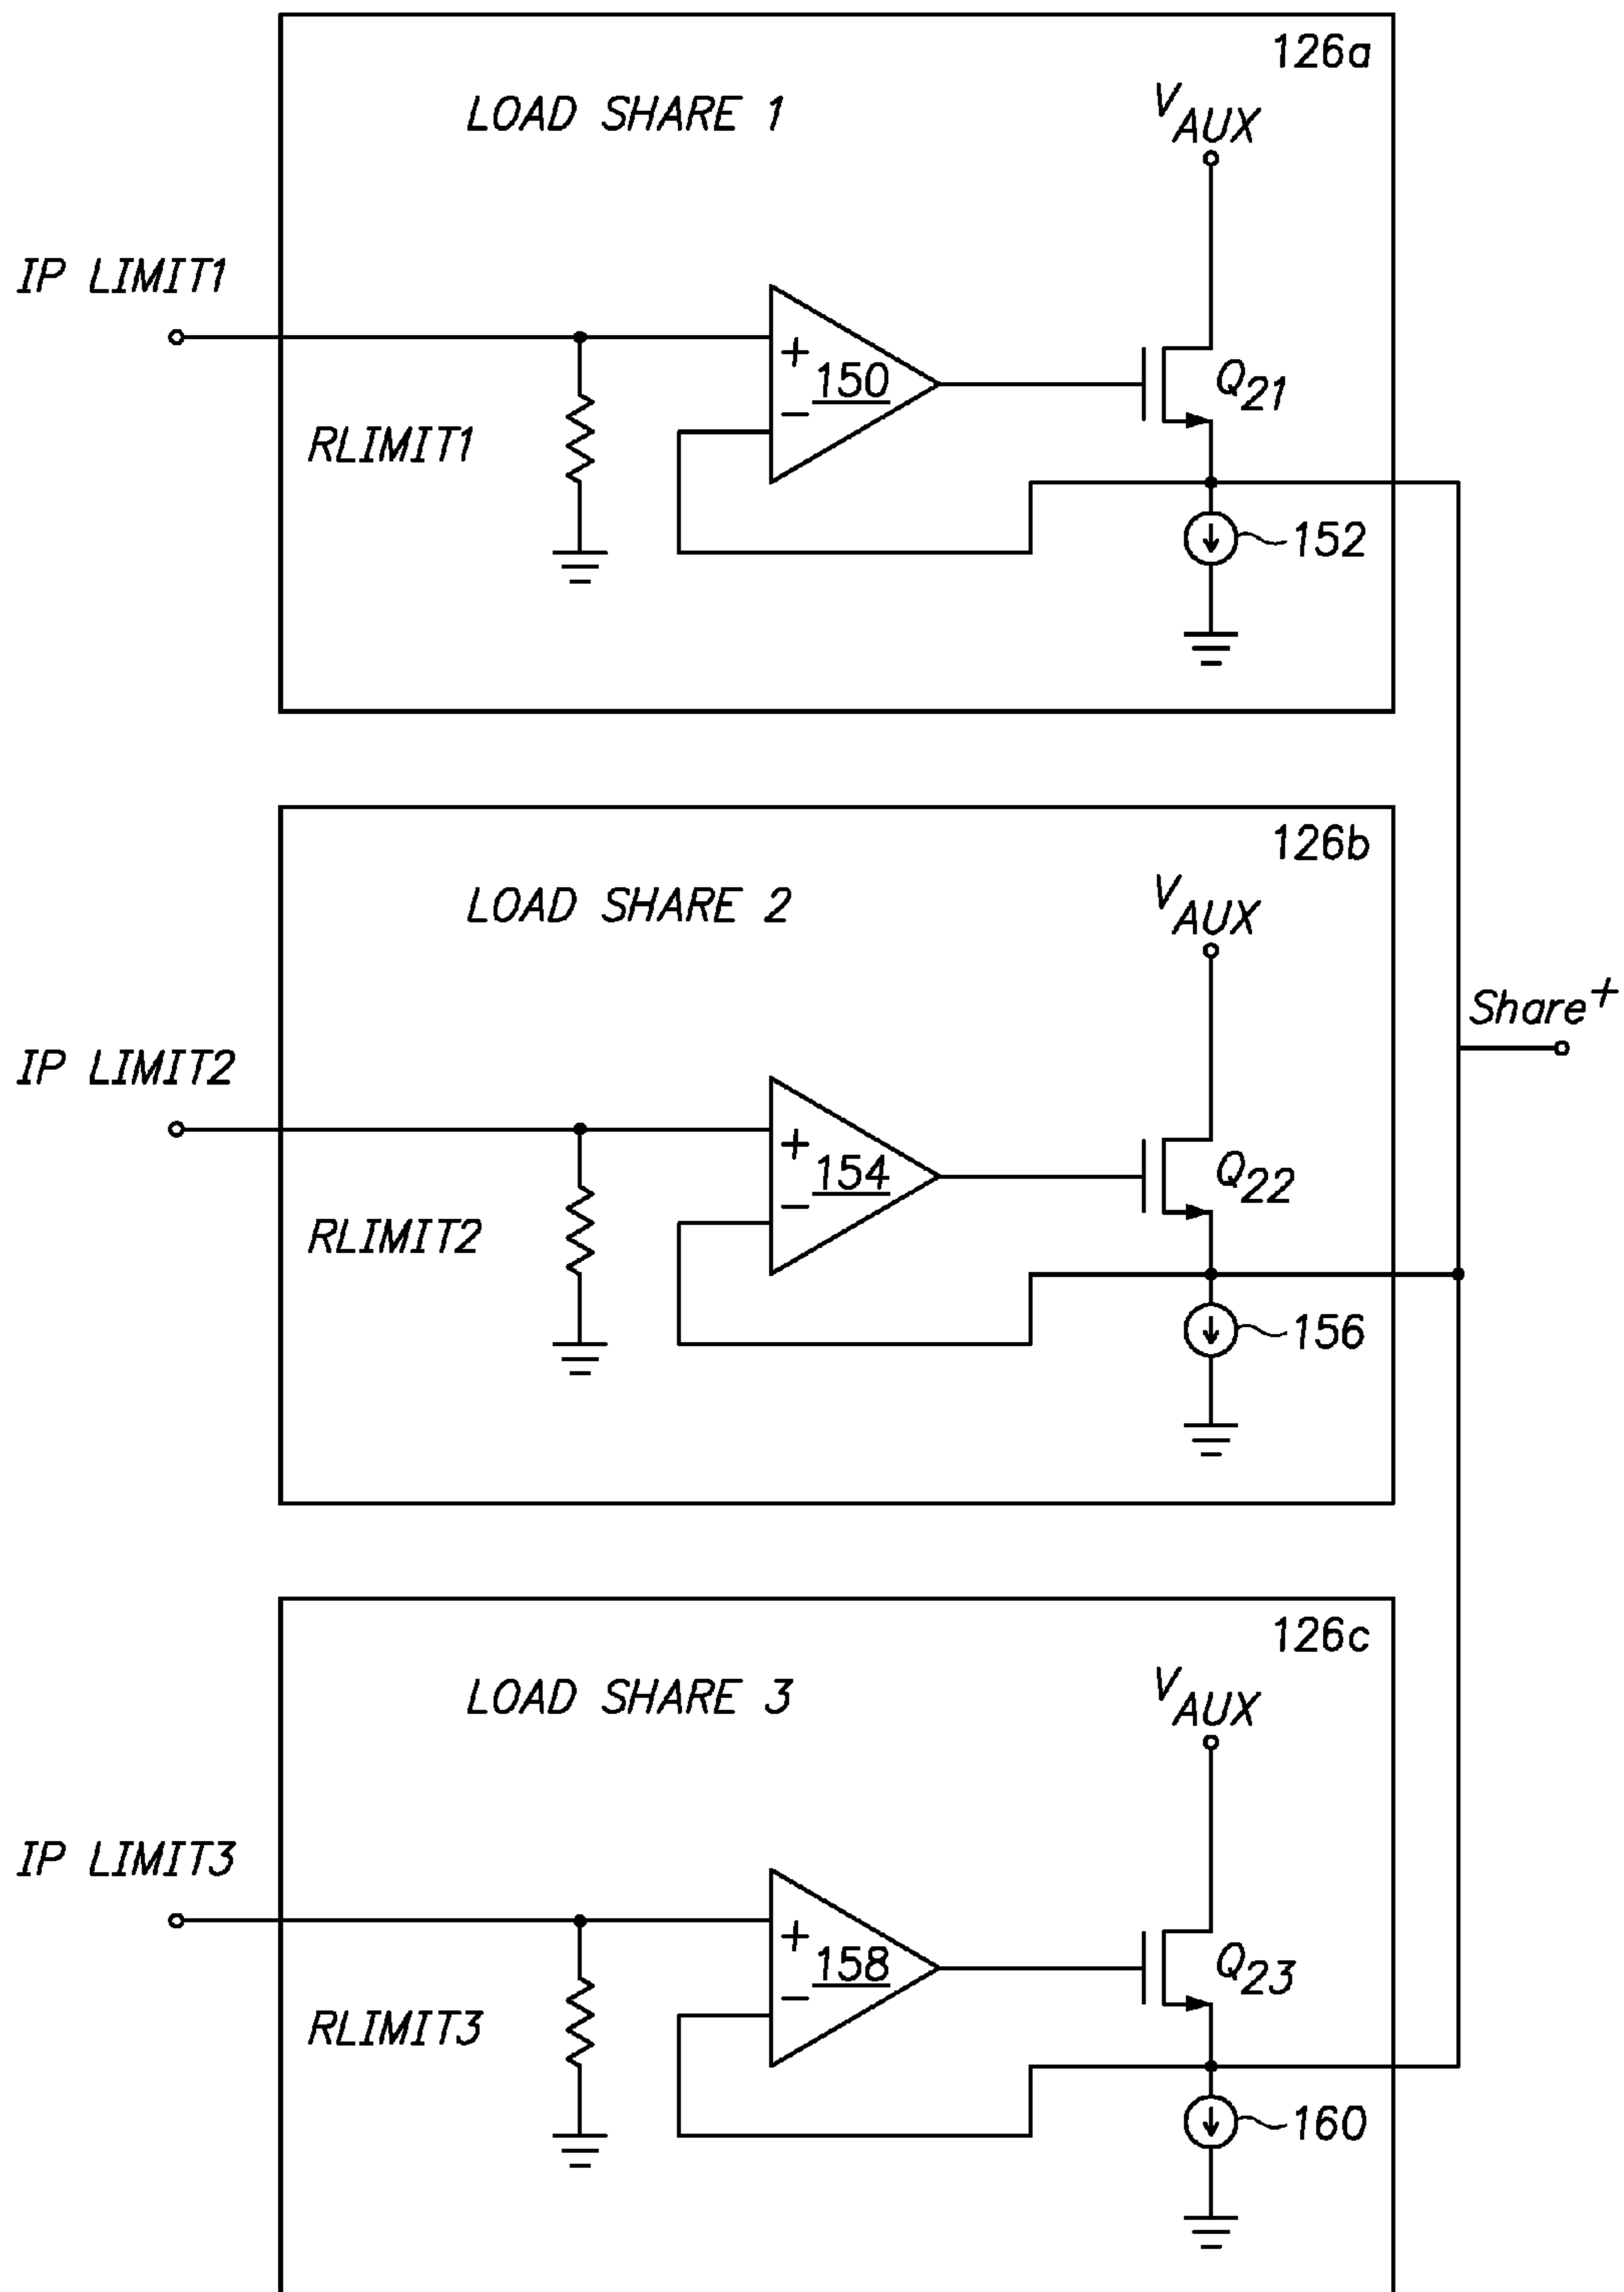 126a
LOAD SHARE 1
VAUX
IP LIMIT1
+
150
−
Q21
RLIMIT1
152
126b
LOAD SHARE 2
VAUX
Share+
IP LIMIT2
+
154
−
Q22
RLIMIT2
156
126c
LOAD SHARE 3
VAUX
IP LIMIT3
+
158
−
Q23
RLIMIT3
160